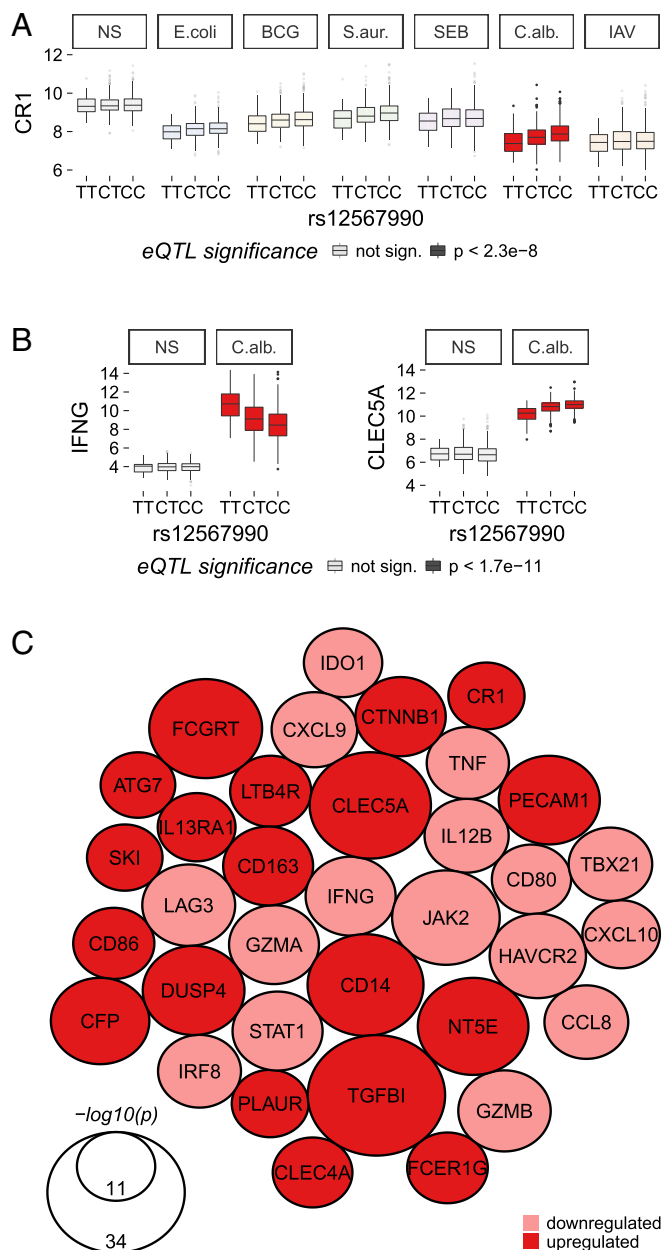 A
NS E.coli BCG S.aur. SEB C.alb. IAV
12
10
8
6
CR1
TTCTCC TTCTCC TTCTCC TTCTCC TTCTCC TTCTCC TTCTCC
rs12567990
eQTL significance not sign. p < 2.3e−8
B
NS C.alb.
14
12
10
8
6
4
IFNG
TTCTCC TTCTCC
rs12567990
NS C.alb.
14
12
10
8
6
4
CLEC5A
TTCTCC TTCTCC
rs12567990
eQTL significance not sign. p < 1.7e−11
C
IDO1
CR1
CTNNB1
FCGRT
CXCL9
TNF
ATG7
LTB4R
CLEC5A
PECAM1
IL13RA1
IL12B
SKI
CD163
TBX21
CD80
IFNG
LAG3
JAK2
CXCL10
CD86
GZMA
HAVCR2
DUSP4
CD14
CFP
NT5E
CCL8
STAT1
IRF8
TGFBI
PLAUR
GZMB
CLEC4A
FCER1G
−log10(p)
11
34
downregulated
upregulated